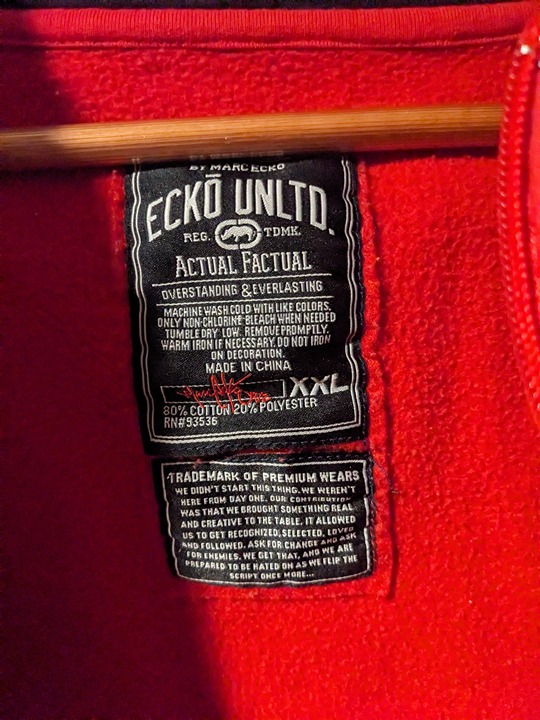 BY MARC ECKO
ECKŌ UNLTD.
REG. TDMK.
ACTUAL FACTUAL
OVERSTANDING & EVERLASTING
MACHINE WASH COLD WITH LIKE COLORS.
ONLY NON-CHLORINE BLEACH WHEN NEEDED
TUMBLE DRY LOW. REMOVE PROMPTLY.
WARM IRON IF NECESSARY. DO NOT IRON
ON DECORATION.
MADE IN CHINA
XXL
80% COTTON 20% POLYESTER
RN#93536
TRADEMARK OF PREMIUM WEARS
WE DIDN'T START THIS THING. WE WEREN'T
HERE FROM DAY ONE. OUR CONTRIBUTION
WAS THAT WE BROUGHT SOMETHING REAL
AND CREATIVE TO THE TABLE. IT ALLOWED
US TO GET RECOGNIZED, SELECTED, LOVED
AND FOLLOWED. ASK FOR CHANGE AND ASK
FOR ENEMIES. WE GET THAT, AND WE ARE
PREPARED TO BE HATED ON AS WE FLIP THE
SCRIPT ONCE MORE...